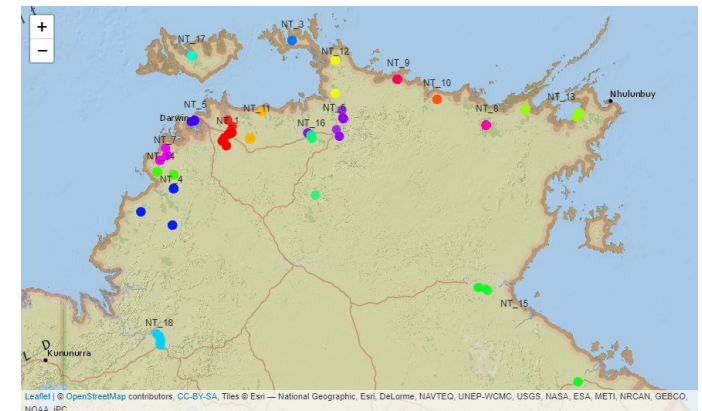 +
NT_3
NT_17
−
NT_12
NT_9
NT_10
Nhulunbuy
NT_13
NT_5
NT_11
NT_6
NT_8
Darwin
NT_1
NT_16
NT_7
NT_14
NT_4
NT_15
NT_18
L D
Kununurra
Leaflet | © OpenStreetMap contributors, CC-BY-SA, Tiles © Esri — National Geographic, Esri, DeLorme, NAVTEQ, UNEP-WCMC, USGS, NASA, ESA, METI, NRCAN, GEBCO,
NOAA, iPC